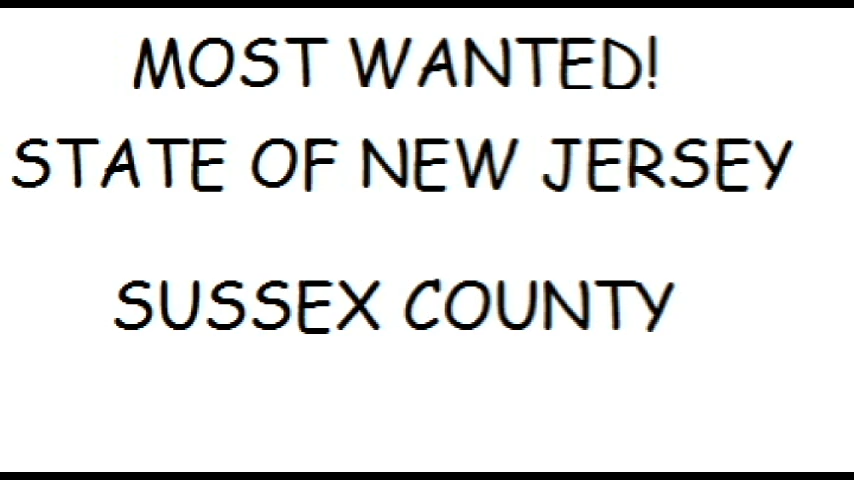 MOST WANTED!
STATE OF NEW JERSEY
SUSSEX COUNTY